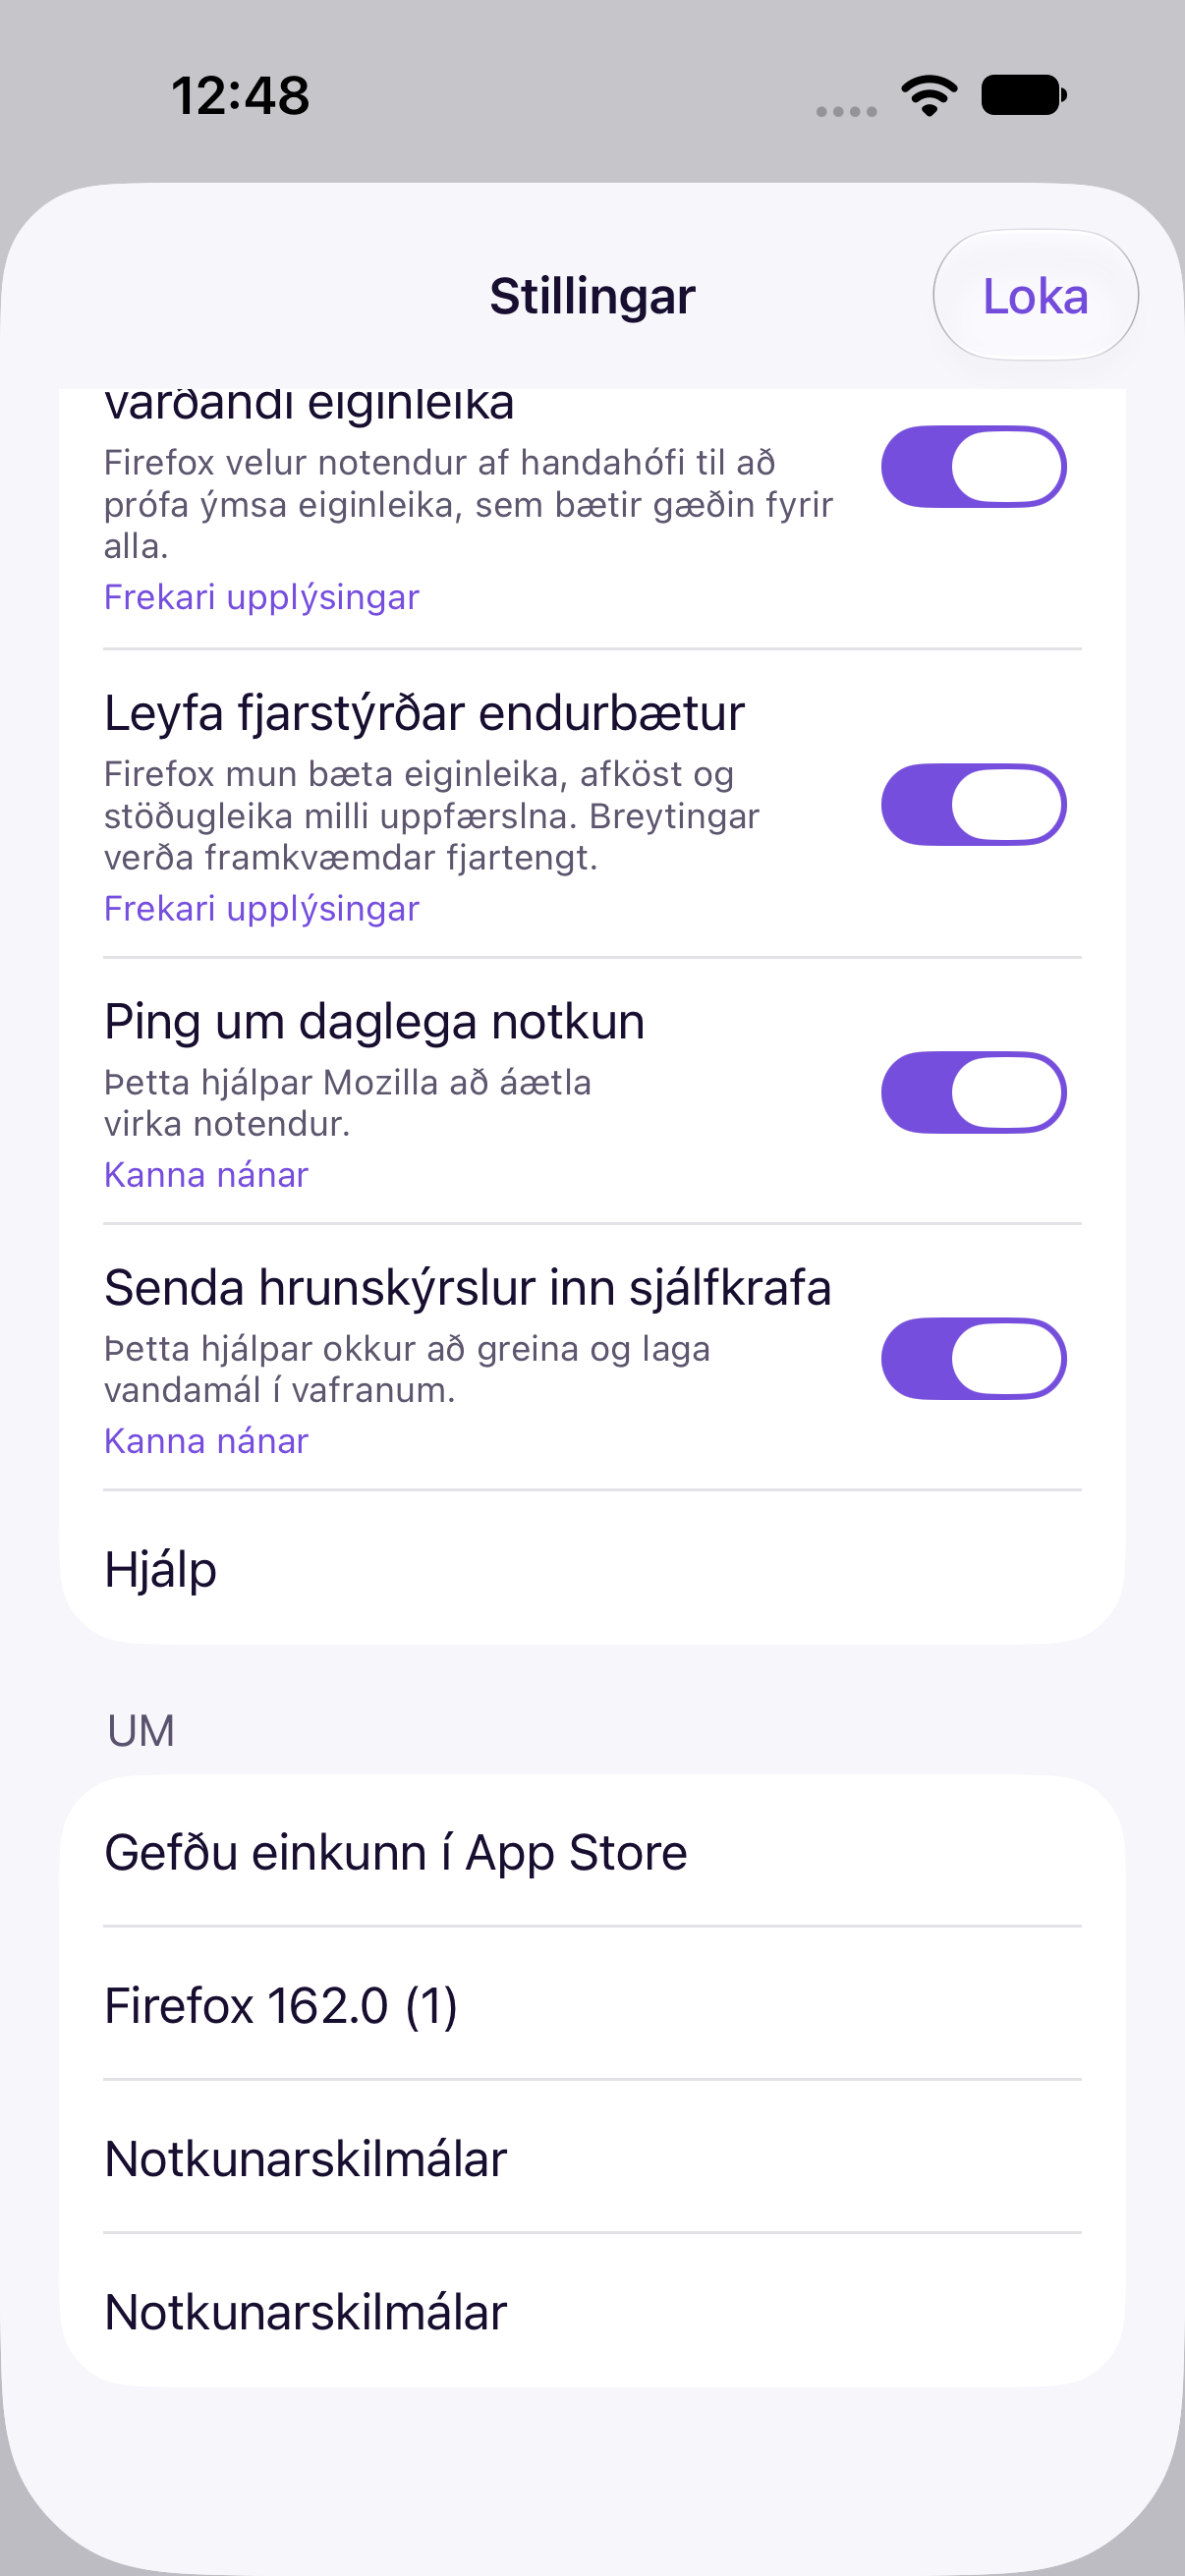 12:48
Stillingar
Loka
varðandi eiginleika
Firefox velur notendur af handahófi til að
prófa ýmsa eiginleika, sem bætir gæðin fyrir
alla.
Frekari upplýsingar
Leyfa fjarstýrðar endurbætur
Firefox mun bæta eiginleika, afköst og
stöðugleika milli uppfærslna. Breytingar
verða framkvæmdar fjartengt.
Frekari upplýsingar
Ping um daglega notkun
Þetta hjálpar Mozilla að áætla
virka notendur.
Kanna nánar
Senda hrunskýrslur inn sjálfkrafa
Þetta hjálpar okkur að greina og laga
vandamál í vafranum.
Kanna nánar
Hjálp
UM
Gefðu einkunn í App Store
Firefox 162.0 (1)
Notkunarskilmálar
Notkunarskilmálar